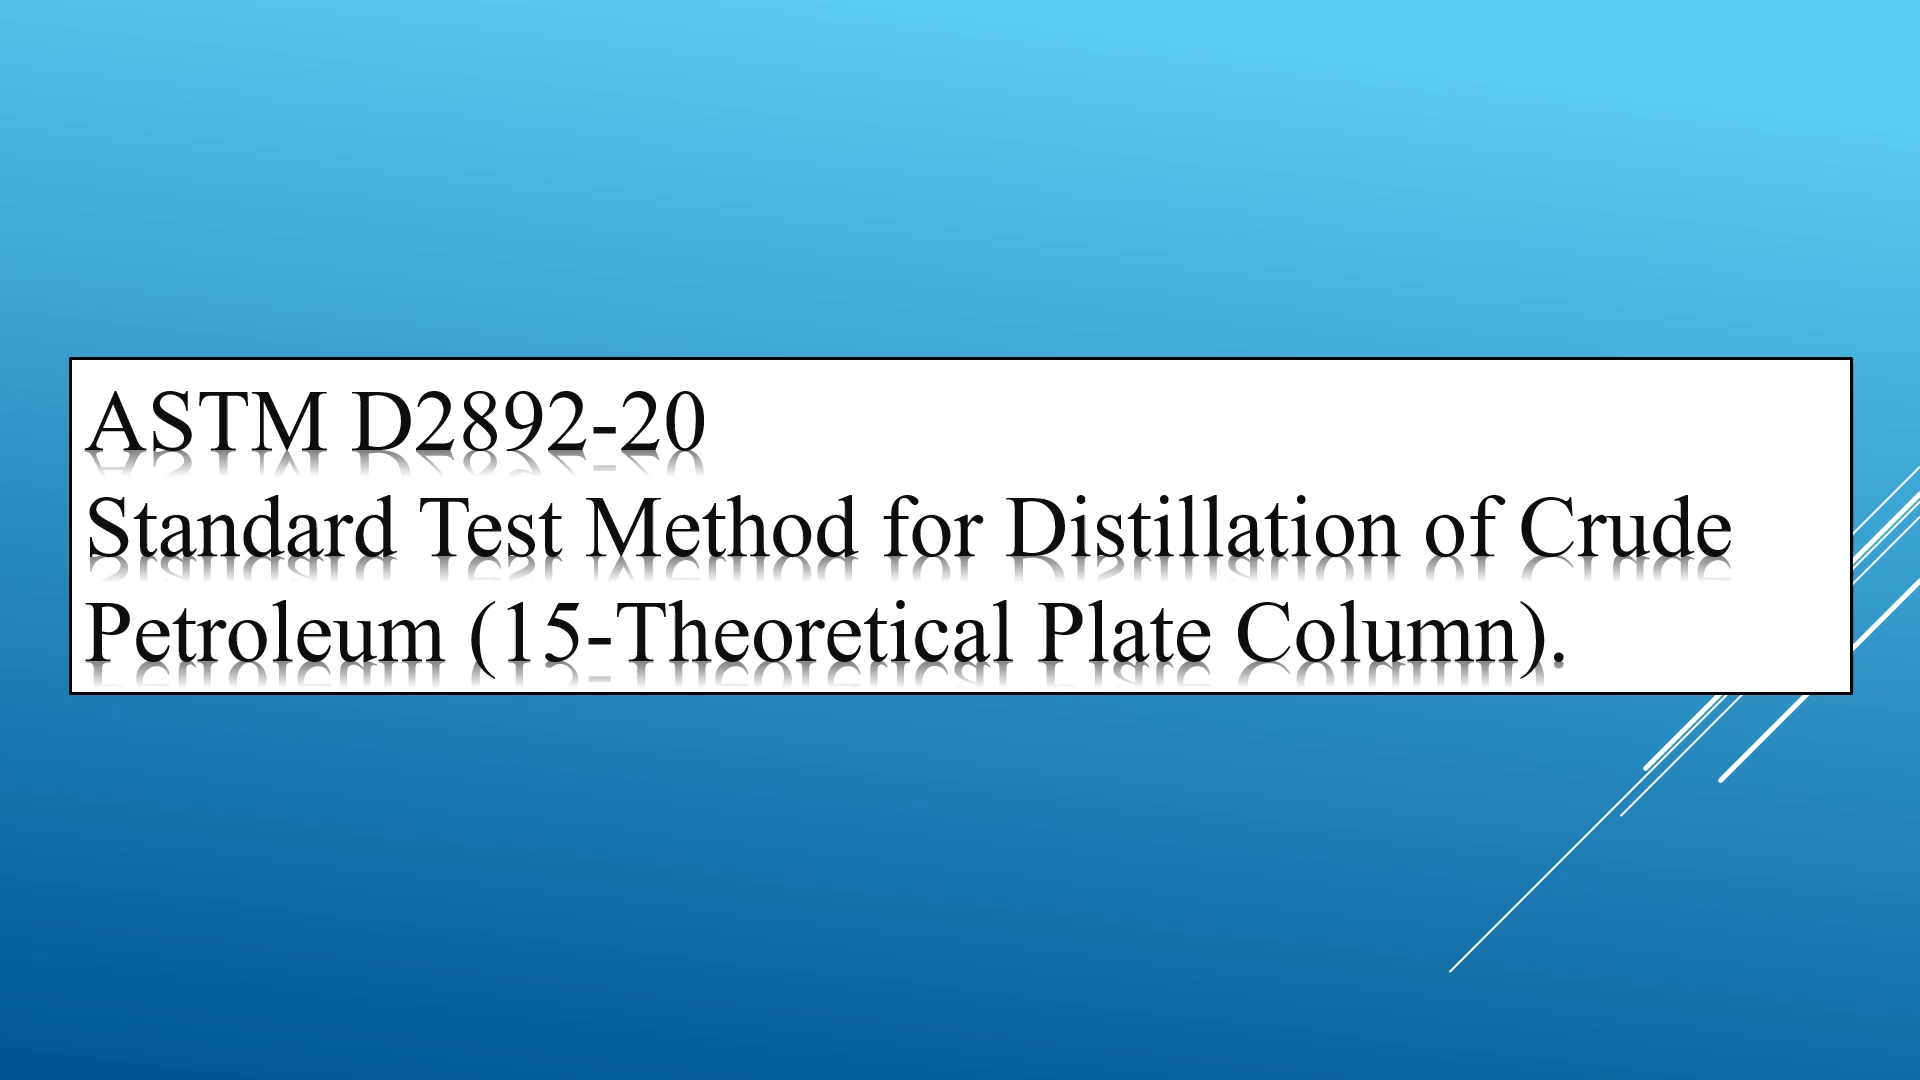 ASTM D2892-20
Standard Test Method for Distillation of Crude
Petroleum (15-Theoretical Plate Column).